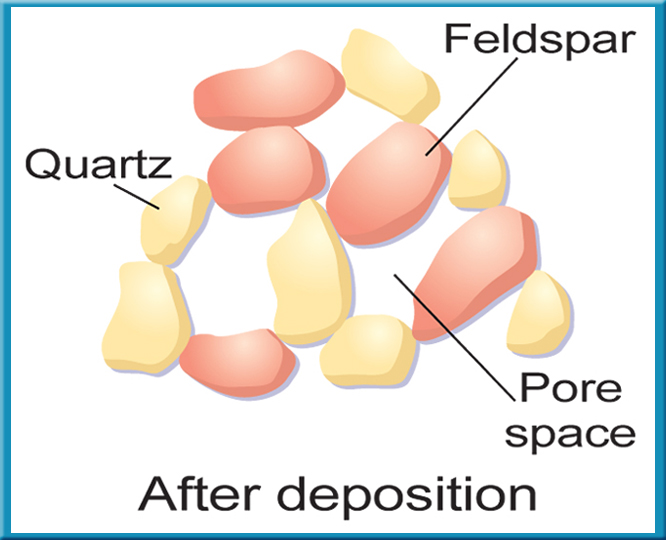 Feldspar
Quartz
Pore
space
After deposition